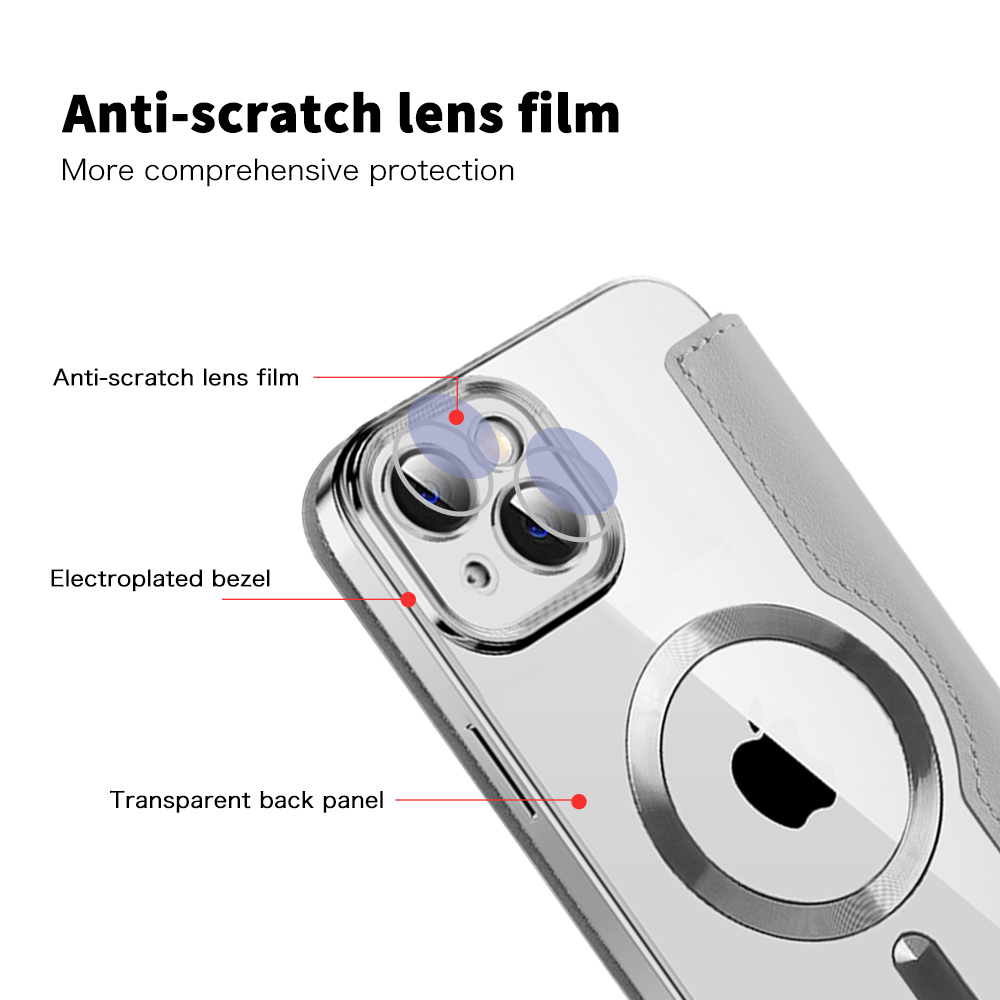 Anti-scratch lens film
More comprehensive protection
Anti-scratch lens film
Electroplated bezel
Transparent back panel